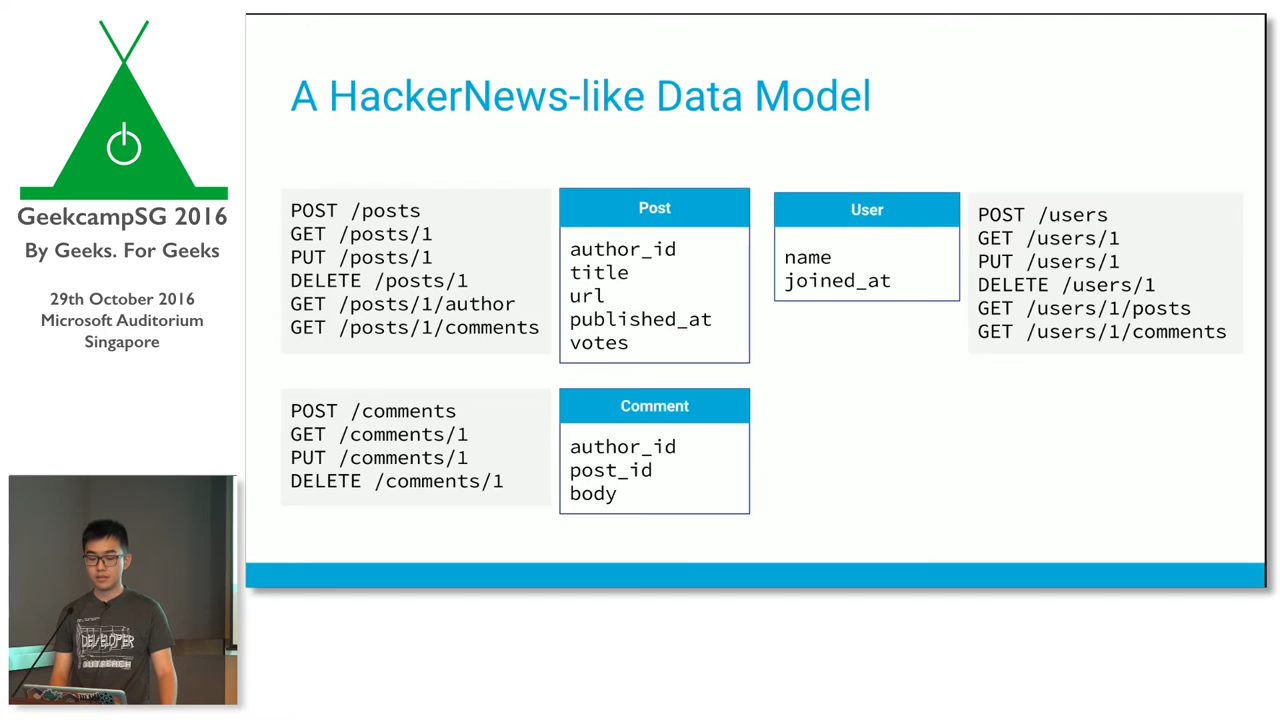 GeekcampSG 2016
By Geeks. For Geeks
29th October 2016
Microsoft Auditorium
Singapore
A HackerNews-like Data Model
POST /posts
GET /posts/1
PUT /posts/1
DELETE /posts/1
GET /posts/1/author
GET /posts/1/comments
Post
author_id
title
url
published_at
votes
User
name
joined_at
POST /users
GET /users/1
PUT /users/1
DELETE /users/1
GET /users/1/posts
GET /users/1/comments
POST /comments
GET /comments/1
PUT /comments/1
DELETE /comments/1
Comment
author_id
post_id
body
DEVELOPER
OUTREACH